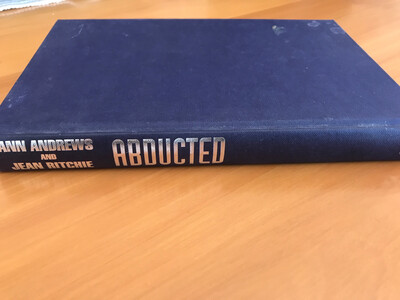 ANN ANDREWS
AND
JEAN RITCHIE
ABDUCTED